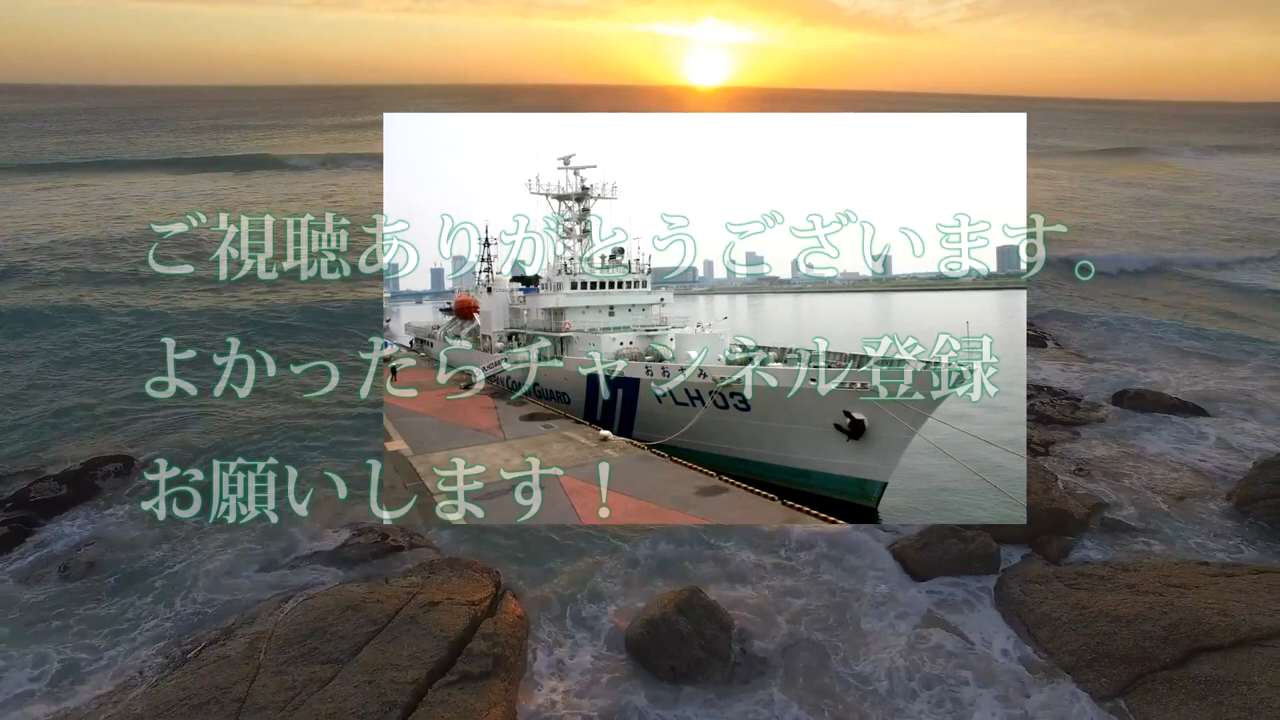 ご視聴ありがとうございます。
よかったらチャンネル登録
お願いします！
おおすみ
JAPAN COAST GUARD
PLH 03